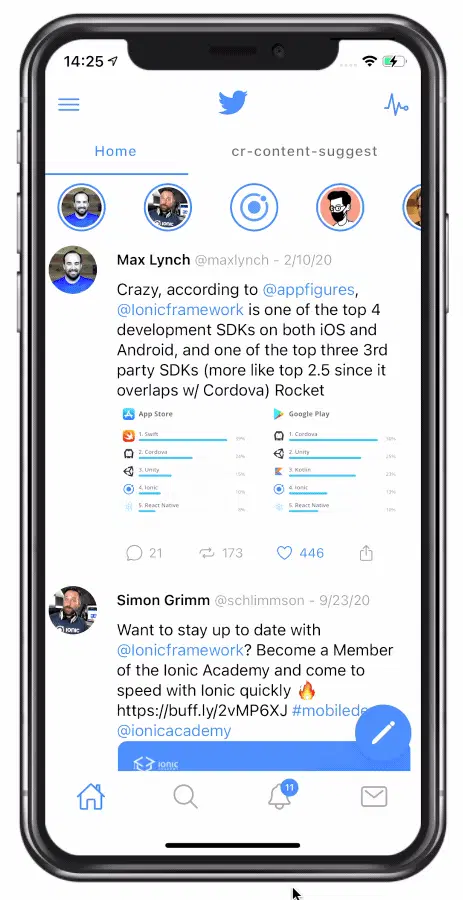 14:25
Home cr-content-suggest
Max Lynch @maxlynch - 2/10/20
Crazy, according to @appfigures,
@Ionicframework is one of the top 4
development SDKs on both iOS and
Android, and one of the top three 3rd
party SDKs (more like top 2.5 since it
overlaps w/ Cordova) Rocket
App Store Google Play
1. Swift 1. Cordova
2. Cordova 2. Unity
3. Unity 3. Kotlin
4. Ionic 4. Ionic
5. React Native 5. React Native
21 173 446
Simon Grimm @schlimmson - 9/23/20
Want to stay up to date with
@Ionicframework? Become a Member
of the Ionic Academy and come to
speed with Ionic quickly 🔥
https://buff.ly/2vMP6XJ #mobilede
@ionicacademy
IONIC
11